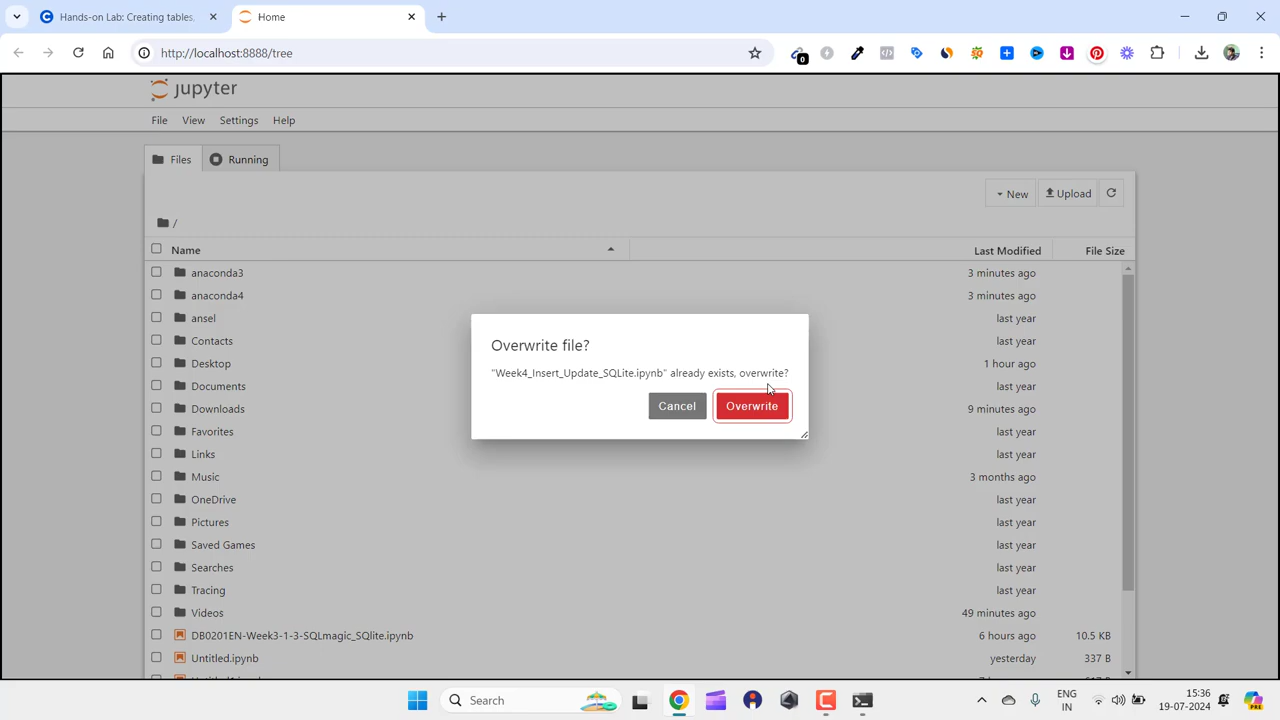 Hands-on Lab: Creating tables,
Home
http://localhost:8888/tree
0
jupyter
File View Settings Help
Files Running
New Upload
/
Name Last Modified File Size
anaconda3 3 minutes ago
anaconda4 3 minutes ago
ansel last year
Contacts last year
Desktop 1 hour ago
Documents last year
Downloads 9 minutes ago
Favorites last year
Links last year
Music 3 months ago
OneDrive last year
Pictures last year
Saved Games last year
Searches last year
Tracing last year
Videos 49 minutes ago
DB0201EN-Week3-1-3-SQLmagic_SQlite.ipynb 6 hours ago 10.5 KB
Untitled.ipynb yesterday 337 B
Overwrite file?
"Week4_Insert_Update_SQLite.ipynb" already exists, overwrite?
Cancel Overwrite
Search
ENG
IN
15:36
19-07-2024
PRE